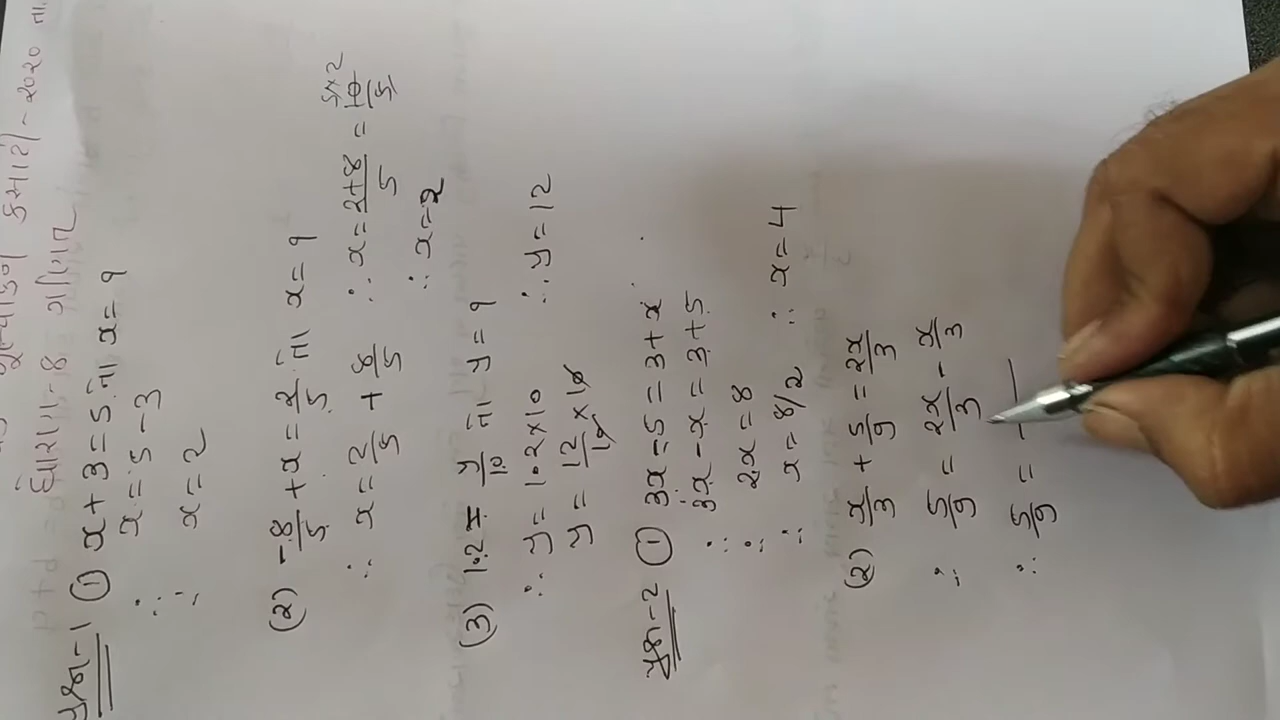 ધોરણ-8 ગણિત
પ્રશ્ન-1 ① x + 3 = 5 તો x = ?
∴ x = 5 - 3
∴ x = 2
(2) -8/5 + x = 2/5 તો x = ?
∴ x = 2/5 + 8/5 ∴ x = 2+8/5 = 10/5 5×2
∴ x = 2
(3) 1.2 = y/10 તો y = ?
∴ y = 1.2 × 10 ∴ y = 12
y = 12/10 × 10
પ્રશ્ન-2 ① 3x - 5 = 3 + x
∴ 3x - x = 3 + 5
∴ 2x = 8
∴ x = 8/2 ∴ x = 4
(2) x/3 + 5/9 = 2x/3
∴ 5/9 = 2x/3 - x/3
∴ 5/9 =